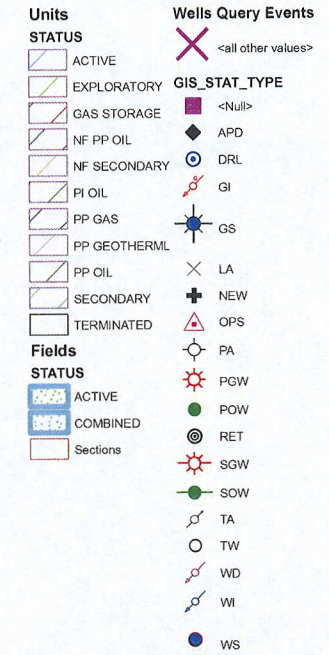 Units
STATUS
ACTIVE
EXPLORATORY
GAS STORAGE
NF PP OIL
NF SECONDARY
PI OIL
PP GAS
PP GEOTHERML
PP OIL
SECONDARY
TERMINATED
Fields
STATUS
ACTIVE
COMBINED
Sections
Wells Query Events
<all other values>
GIS_STAT_TYPE
<Null>
APD
DRL
GI
GS
LA
NEW
OPS
PA
PGW
POW
RET
SGW
SOW
TA
TW
WD
WI
WS